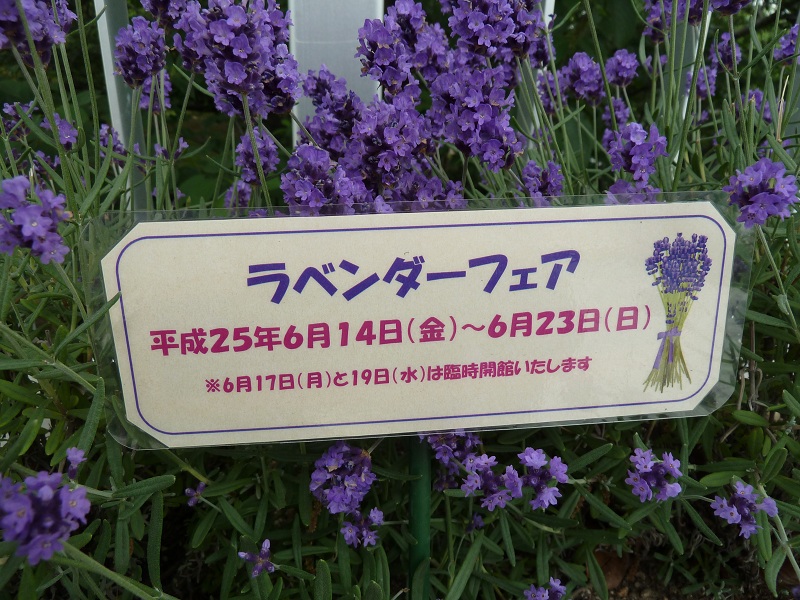 ラベンダーフェア
平成25年6月14日(金)～6月23日(日)
※6月17日(月)と19日(水)は臨時開館いたします